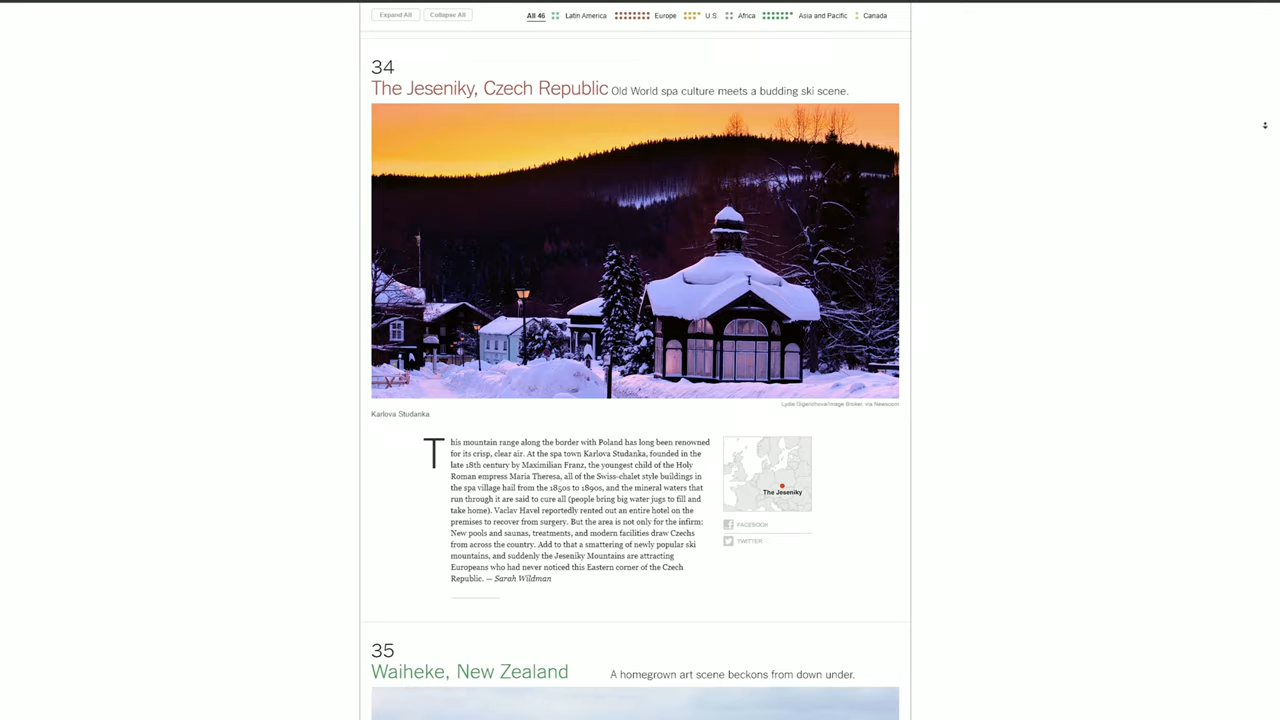 Expand All Collapse All All 46 Latin America Europe U.S. Africa Asia and Pacific Canada
34
The Jeseniky, Czech Republic Old World spa culture meets a budding ski scene.
Lydie Gigerichova/Image Broker, via Newscom
Karlova Studanka.
This mountain range along the border with Poland has long been renowned
for its crisp, clear air. At the spa town Karlova Studanka, founded in the
late 18th century by Maximilian Franz, the youngest child of the Holy
Roman empress Maria Theresa, all of the Swiss-chalet style buildings in
the spa village hail from the 1850s to 1890s, and the mineral waters that
run through it are said to cure all (people bring big water jugs to fill and
take home). Vaclav Havel reportedly rented out an entire hotel on the
premises to recover from surgery. But the area is not only for the infirm:
New pools and saunas, treatments, and modern facilities draw Czechs
from across the country. Add to that a smattering of newly popular ski
mountains, and suddenly the Jeseniky Mountains are attracting
Europeans who had never noticed this Eastern corner of the Czech
Republic. — Sarah Wildman
The Jeseniky
FACEBOOK
TWITTER
35
Waiheke, New Zealand A homegrown art scene beckons from down under.